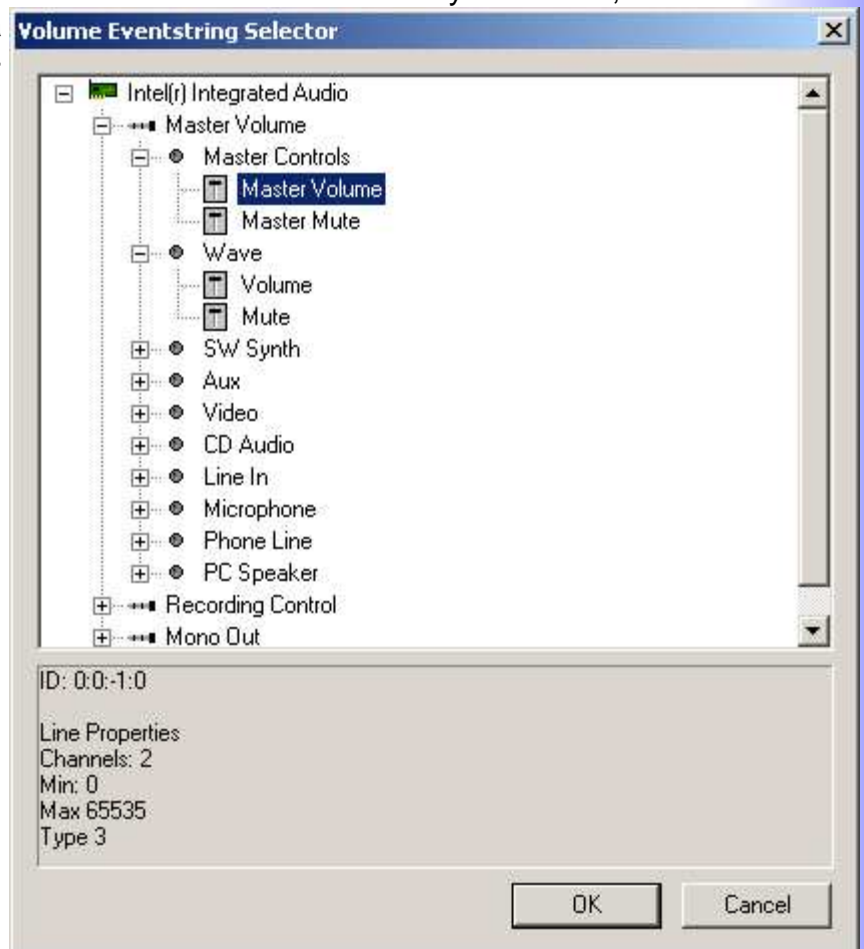 Volume Eventstring Selector
Intel(r) Integrated Audio
Master Volume
Master Controls
Master Volume
Master Mute
Wave
Volume
Mute
SW Synth
Aux
Video
CD Audio
Line In
Microphone
Phone Line
PC Speaker
Recording Control
Mono Out
ID: 0:0:-1:0
Line Properties
Channels: 2
Min: 0
Max 65535
Type 3
OK Cancel